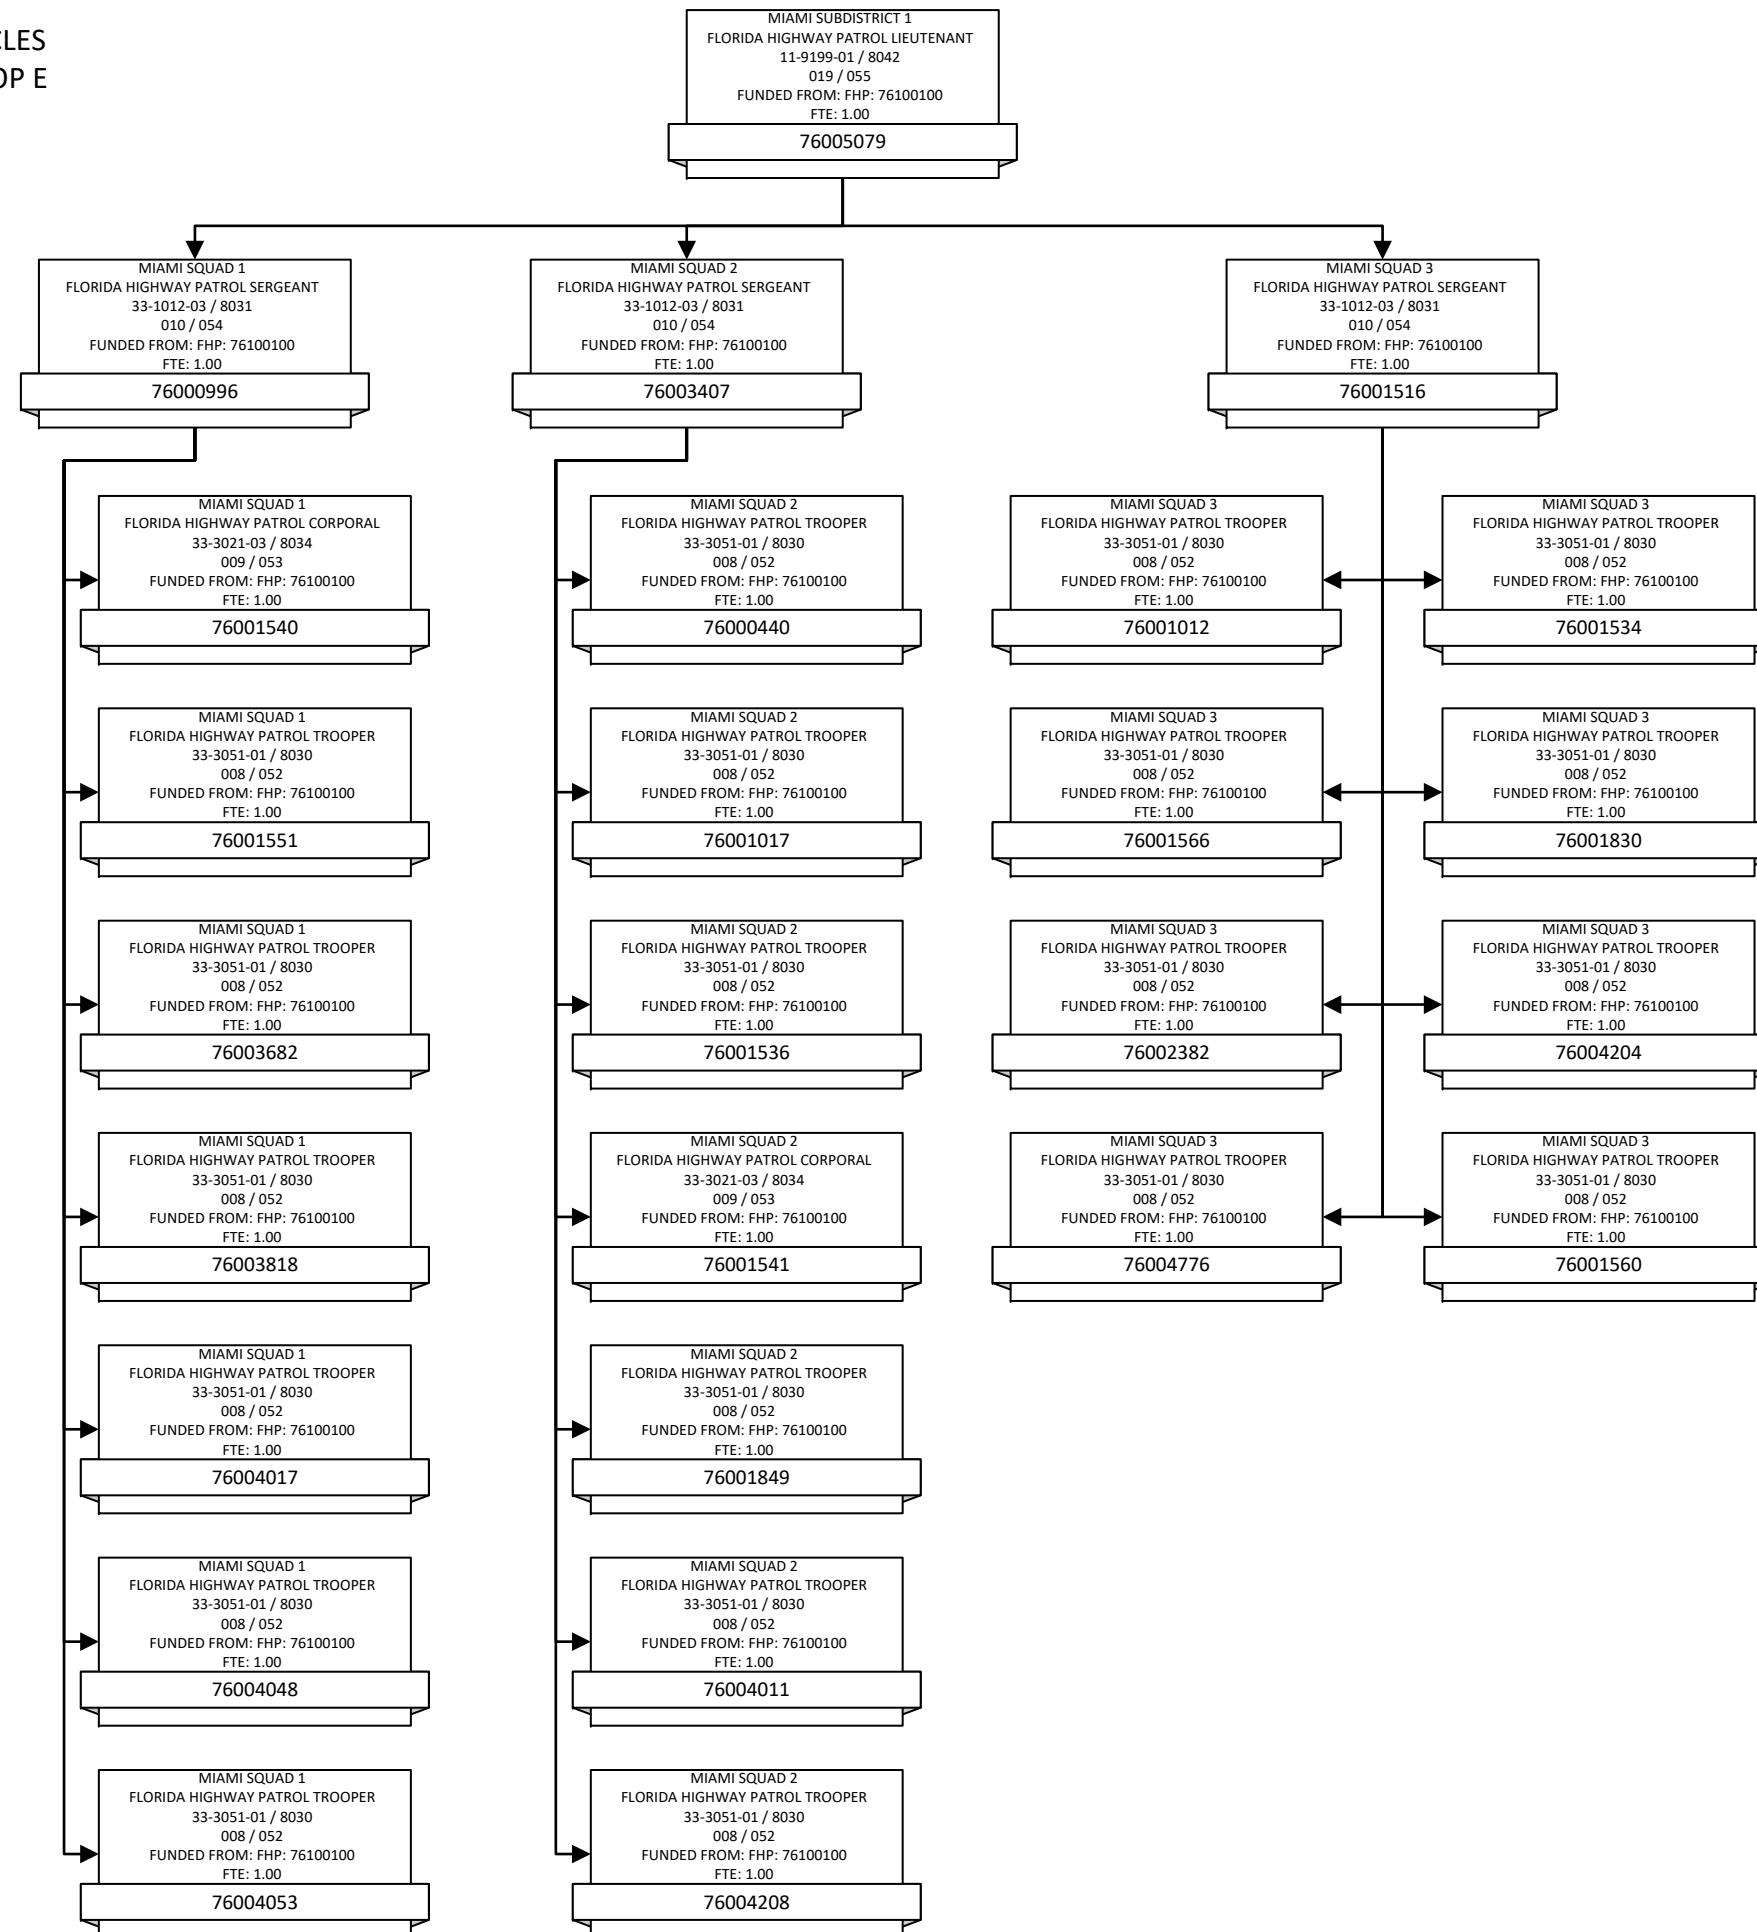 CLES
OP E
MIAMI SUBDISTRICT 1
FLORIDA HIGHWAY PATROL LIEUTENANT
11-9199-01 / 8042
019 / 055
FUNDED FROM: FHP: 76100100
FTE: 1.00
76005079
MIAMI SQUAD 1
FLORIDA HIGHWAY PATROL SERGEANT
33-1012-03 / 8031
010 / 054
FUNDED FROM: FHP: 76100100
FTE: 1.00
76000996
MIAMI SQUAD 2
FLORIDA HIGHWAY PATROL SERGEANT
33-1012-03 / 8031
010 / 054
FUNDED FROM: FHP: 76100100
FTE: 1.00
76003407
MIAMI SQUAD 3
FLORIDA HIGHWAY PATROL SERGEANT
33-1012-03 / 8031
010 / 054
FUNDED FROM: FHP: 76100100
FTE: 1.00
76001516
MIAMI SQUAD 1
FLORIDA HIGHWAY PATROL CORPORAL
33-3021-03 / 8034
009 / 053
FUNDED FROM: FHP: 76100100
FTE: 1.00
76001540
MIAMI SQUAD 2
FLORIDA HIGHWAY PATROL TROOPER
33-3051-01 / 8030
008 / 052
FUNDED FROM: FHP: 76100100
FTE: 1.00
76000440
MIAMI SQUAD 3
FLORIDA HIGHWAY PATROL TROOPER
33-3051-01 / 8030
008 / 052
FUNDED FROM: FHP: 76100100
FTE: 1.00
76001012
MIAMI SQUAD 3
FLORIDA HIGHWAY PATROL TROOPER
33-3051-01 / 8030
008 / 052
FUNDED FROM: FHP: 76100100
FTE: 1.00
76001534
MIAMI SQUAD 1
FLORIDA HIGHWAY PATROL TROOPER
33-3051-01 / 8030
008 / 052
FUNDED FROM: FHP: 76100100
FTE: 1.00
76001551
MIAMI SQUAD 2
FLORIDA HIGHWAY PATROL TROOPER
33-3051-01 / 8030
008 / 052
FUNDED FROM: FHP: 76100100
FTE: 1.00
76001017
MIAMI SQUAD 3
FLORIDA HIGHWAY PATROL TROOPER
33-3051-01 / 8030
008 / 052
FUNDED FROM: FHP: 76100100
FTE: 1.00
76001566
MIAMI SQUAD 3
FLORIDA HIGHWAY PATROL TROOPER
33-3051-01 / 8030
008 / 052
FUNDED FROM: FHP: 76100100
FTE: 1.00
76001830
MIAMI SQUAD 1
FLORIDA HIGHWAY PATROL TROOPER
33-3051-01 / 8030
008 / 052
FUNDED FROM: FHP: 76100100
FTE: 1.00
76003682
MIAMI SQUAD 2
FLORIDA HIGHWAY PATROL TROOPER
33-3051-01 / 8030
008 / 052
FUNDED FROM: FHP: 76100100
FTE: 1.00
76001536
MIAMI SQUAD 3
FLORIDA HIGHWAY PATROL TROOPER
33-3051-01 / 8030
008 / 052
FUNDED FROM: FHP: 76100100
FTE: 1.00
76002382
MIAMI SQUAD 3
FLORIDA HIGHWAY PATROL TROOPER
33-3051-01 / 8030
008 / 052
FUNDED FROM: FHP: 76100100
FTE: 1.00
76004204
MIAMI SQUAD 1
FLORIDA HIGHWAY PATROL TROOPER
33-3051-01 / 8030
008 / 052
FUNDED FROM: FHP: 76100100
FTE: 1.00
76003818
MIAMI SQUAD 2
FLORIDA HIGHWAY PATROL CORPORAL
33-3021-03 / 8034
009 / 053
FUNDED FROM: FHP: 76100100
FTE: 1.00
76001541
MIAMI SQUAD 3
FLORIDA HIGHWAY PATROL TROOPER
33-3051-01 / 8030
008 / 052
FUNDED FROM: FHP: 76100100
FTE: 1.00
76004776
MIAMI SQUAD 3
FLORIDA HIGHWAY PATROL TROOPER
33-3051-01 / 8030
008 / 052
FUNDED FROM: FHP: 76100100
FTE: 1.00
76001560
MIAMI SQUAD 1
FLORIDA HIGHWAY PATROL TROOPER
33-3051-01 / 8030
008 / 052
FUNDED FROM: FHP: 76100100
FTE: 1.00
76004017
MIAMI SQUAD 2
FLORIDA HIGHWAY PATROL TROOPER
33-3051-01 / 8030
008 / 052
FUNDED FROM: FHP: 76100100
FTE: 1.00
76001849
MIAMI SQUAD 1
FLORIDA HIGHWAY PATROL TROOPER
33-3051-01 / 8030
008 / 052
FUNDED FROM: FHP: 76100100
FTE: 1.00
76004048
MIAMI SQUAD 2
FLORIDA HIGHWAY PATROL TROOPER
33-3051-01 / 8030
008 / 052
FUNDED FROM: FHP: 76100100
FTE: 1.00
76004011
MIAMI SQUAD 1
FLORIDA HIGHWAY PATROL TROOPER
33-3051-01 / 8030
008 / 052
FUNDED FROM: FHP: 76100100
FTE: 1.00
76004053
MIAMI SQUAD 2
FLORIDA HIGHWAY PATROL TROOPER
33-3051-01 / 8030
008 / 052
FUNDED FROM: FHP: 76100100
FTE: 1.00
76004208